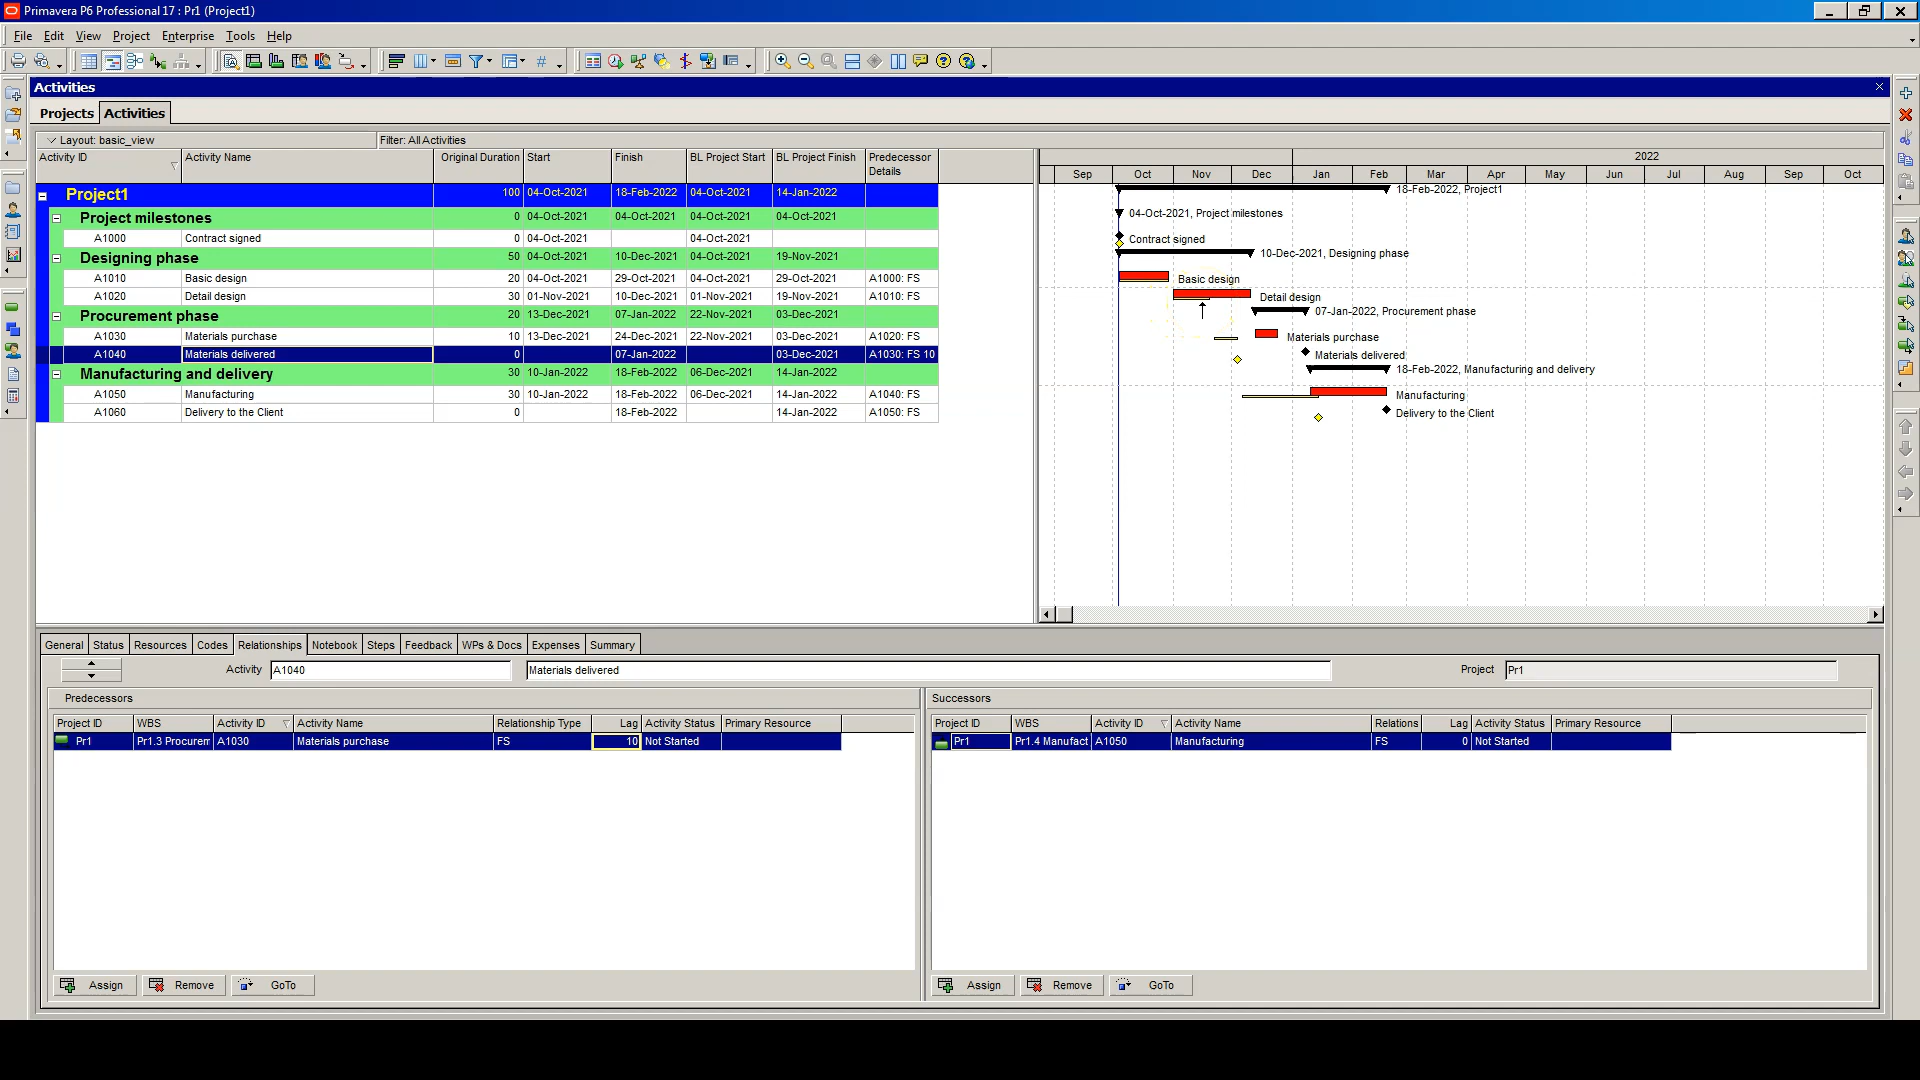 Primavera P6 Professional 17 : Pr1 (Project1)
File Edit View Project Enterprise Tools Help
Activities
Projects Activities
Layout: basic_view Filter: All Activities
Activity ID Activity Name Original Duration Start Finish BL Project Start BL Project Finish Predecessor Details
2022
Sep Oct Nov Dec Jan Feb Mar Apr May Jun Jul Aug Sep Oct
Project1 100 04-Oct-2021 18-Feb-2022 04-Oct-2021 14-Jan-2022
18-Feb-2022, Project1
Project milestones 0 04-Oct-2021 04-Oct-2021 04-Oct-2021 04-Oct-2021
04-Oct-2021, Project milestones
A1000 Contract signed 0 04-Oct-2021 04-Oct-2021
Contract signed
Designing phase 50 04-Oct-2021 10-Dec-2021 04-Oct-2021 19-Nov-2021
10-Dec-2021, Designing phase
A1010 Basic design 20 04-Oct-2021 29-Oct-2021 04-Oct-2021 29-Oct-2021 A1000: FS
Basic design
A1020 Detail design 30 01-Nov-2021 10-Dec-2021 01-Nov-2021 19-Nov-2021 A1010: FS
Detail design
Procurement phase 20 13-Dec-2021 07-Jan-2022 22-Nov-2021 03-Dec-2021
07-Jan-2022, Procurement phase
A1030 Materials purchase 10 13-Dec-2021 24-Dec-2021 22-Nov-2021 03-Dec-2021 A1020: FS
Materials purchase
A1040 Materials delivered 0 07-Jan-2022 03-Dec-2021 A1030: FS 10
Materials delivered
Manufacturing and delivery 30 10-Jan-2022 18-Feb-2022 06-Dec-2021 14-Jan-2022
18-Feb-2022, Manufacturing and delivery
A1050 Manufacturing 30 10-Jan-2022 18-Feb-2022 06-Dec-2021 14-Jan-2022 A1040: FS
Manufacturing
A1060 Delivery to the Client 0 18-Feb-2022 14-Jan-2022 A1050: FS
Delivery to the Client
General Status Resources Codes Relationships Notebook Steps Feedback WPs & Docs Expenses Summary
Activity A1040 Materials delivered Project Pr1
Predecessors
Project ID WBS Activity ID Activity Name Relationship Type Lag Activity Status Primary Resource
Pr1 Pr1.3 Procurem A1030 Materials purchase FS 10 Not Started
Assign Remove GoTo
Successors
Project ID WBS Activity ID Activity Name Relations Lag Activity Status Primary Resource
Pr1 Pr1.4 Manufact A1050 Manufacturing FS 0 Not Started
Assign Remove GoTo